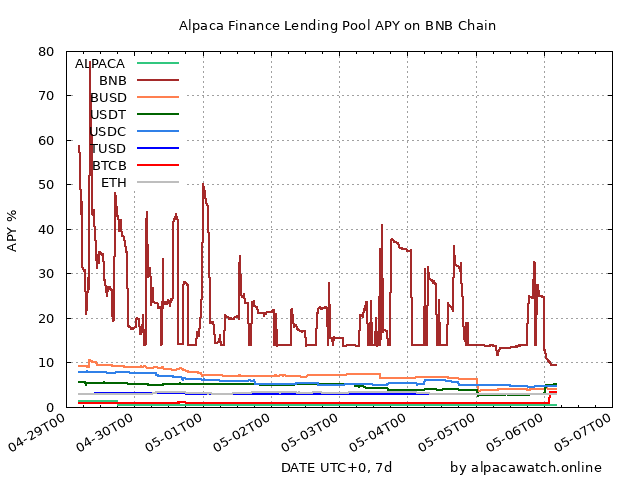 Alpaca Finance Lending Pool APY on BNB Chain
80
70
60
50
40
30
20
10
0
APY %
ALPACA
BNB
BUSD
USDT
USDC
TUSD
BTCB
ETH
04-29T00
04-30T00
05-01T00
05-02T00
05-03T00
05-04T00
05-05T00
05-06T00
05-07T00
DATE UTC+0, 7d
by alpacawatch.online